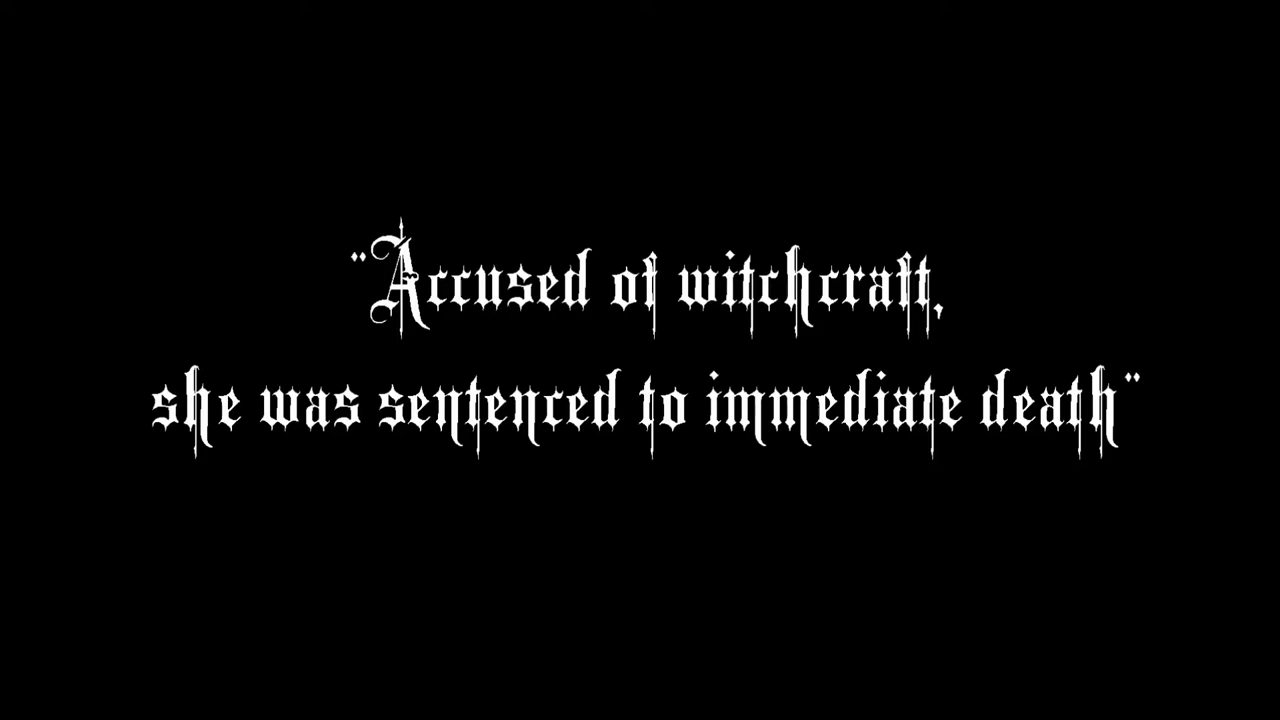 "Accused of witchcraft,
she was sentenced to immediate death"